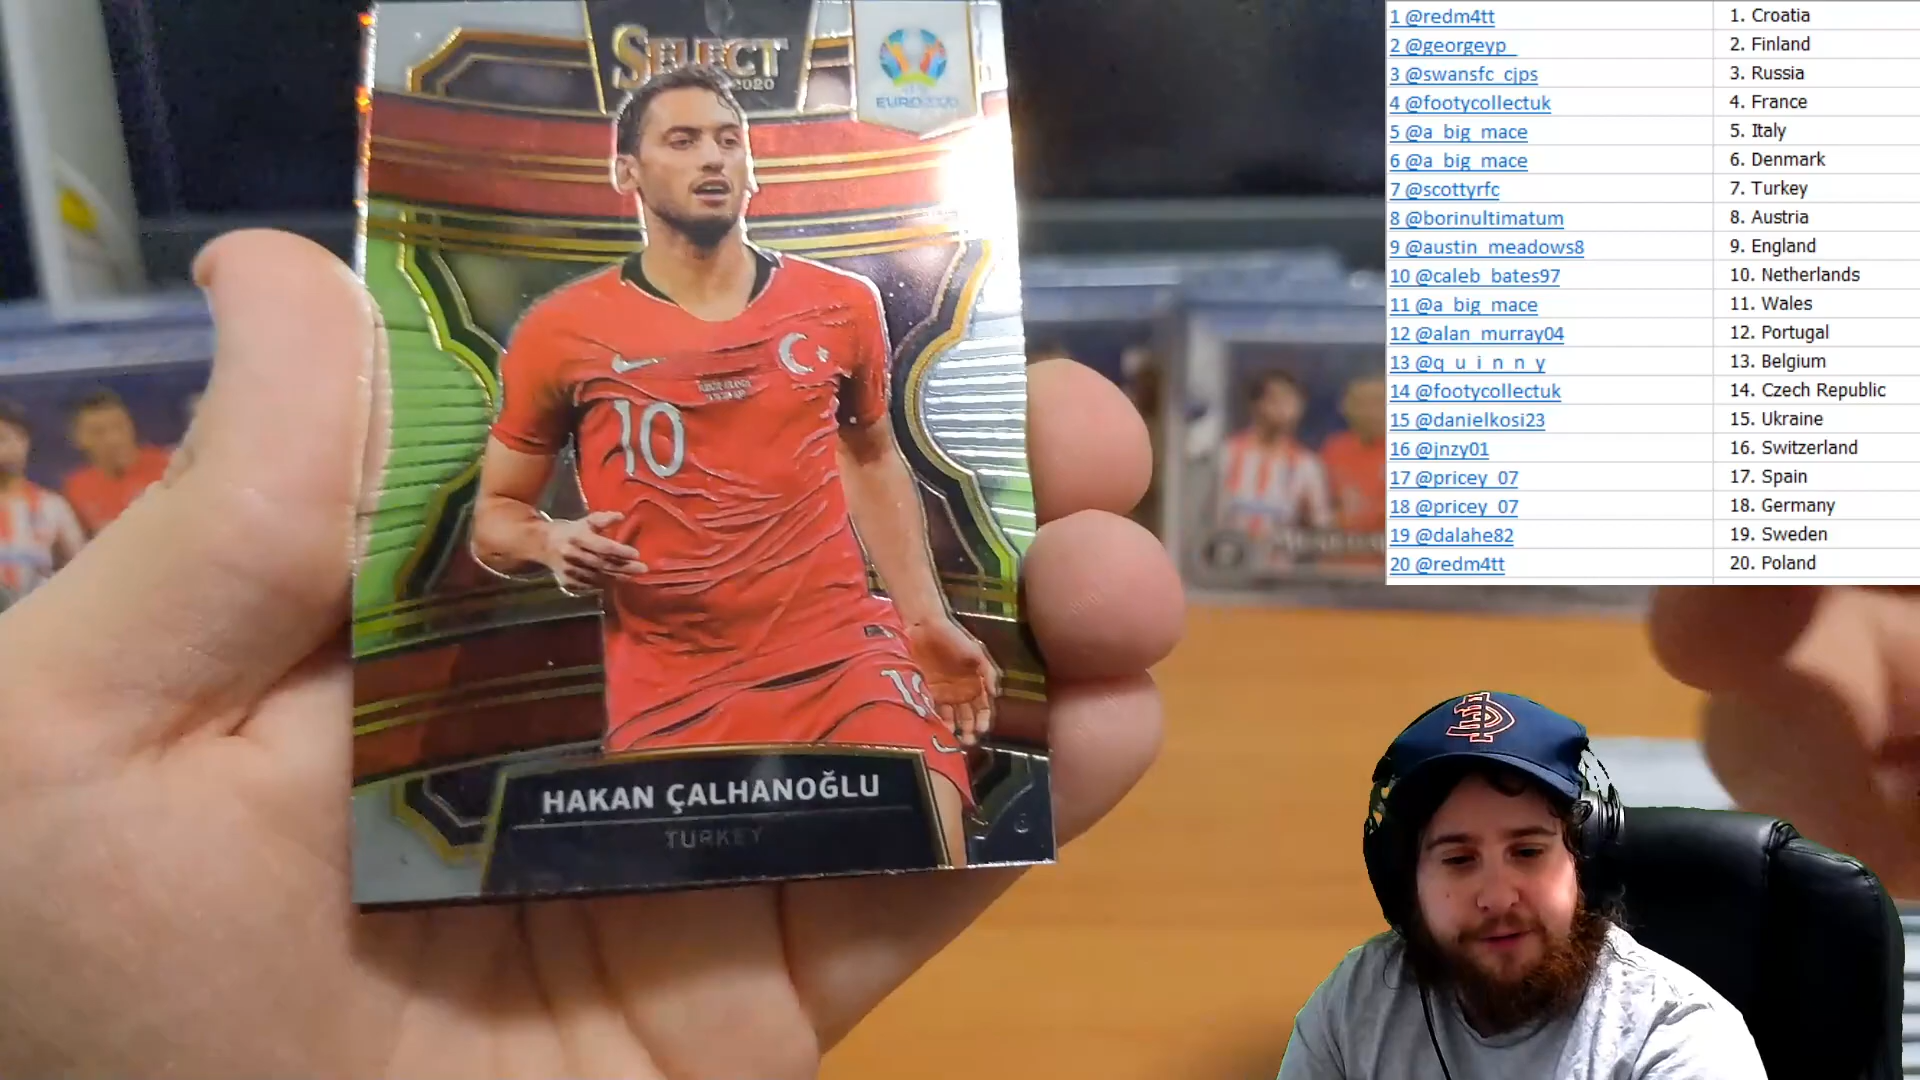 SELECT
2020
EURO2020
10
10
HAKAN ÇALHANOĞLU
TURKEY
1 @redm4tt 1. Croatia
2 @georgeyp_ 2. Finland
3 @swansfc_cjps 3. Russia
4 @footycollectuk 4. France
5 @a_big_mace 5. Italy
6 @a_big_mace 6. Denmark
7 @scottyrfc 7. Turkey
8 @borinultimatum 8. Austria
9 @austin_meadows8 9. England
10 @caleb_bates97 10. Netherlands
11 @a_big_mace 11. Wales
12 @alan_murray04 12. Portugal
13 @q_u_i_n_n_y 13. Belgium
14 @footycollectuk 14. Czech Republic
15 @danielkosi23 15. Ukraine
16 @jnzy01 16. Switzerland
17 @pricey_07 17. Spain
18 @pricey_07 18. Germany
19 @dalahe82 19. Sweden
20 @redm4tt 20. Poland